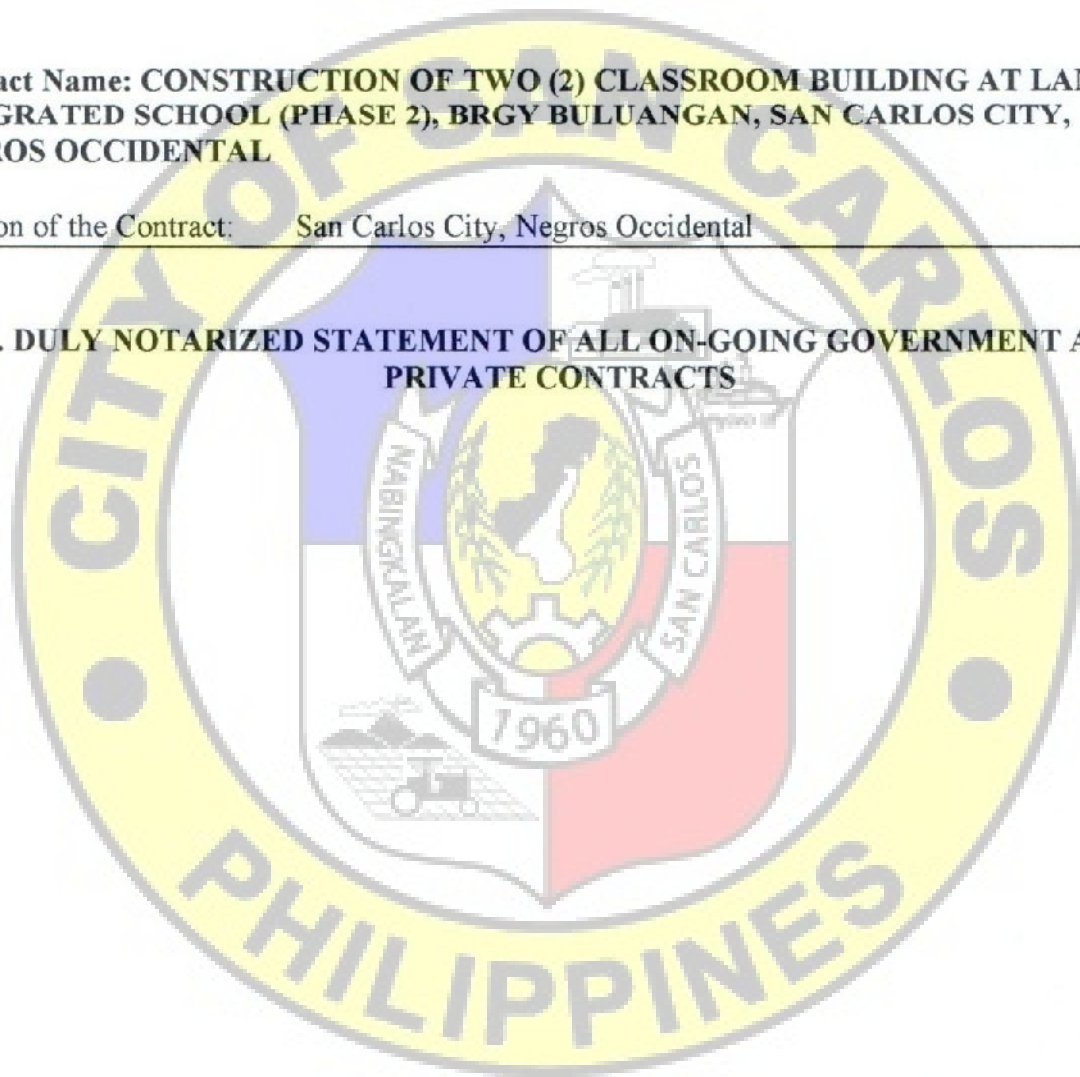 act Name: CONSTRUCTION OF TWO (2) CLASSROOM BUILDING AT LAN
GRATED SCHOOL (PHASE 2), BRGY BULUANGAN, SAN CARLOS CITY,
ROS OCCIDENTAL
on of the Contract: San Carlos City, Negros Occidental
. DULY NOTARIZED STATEMENT OF ALL ON-GOING GOVERNMENT A
PRIVATE CONTRACTS
CITY OF SAN CARLOS
NABINGKALAN
SAN CARLOS
1960
PHILIPPINES